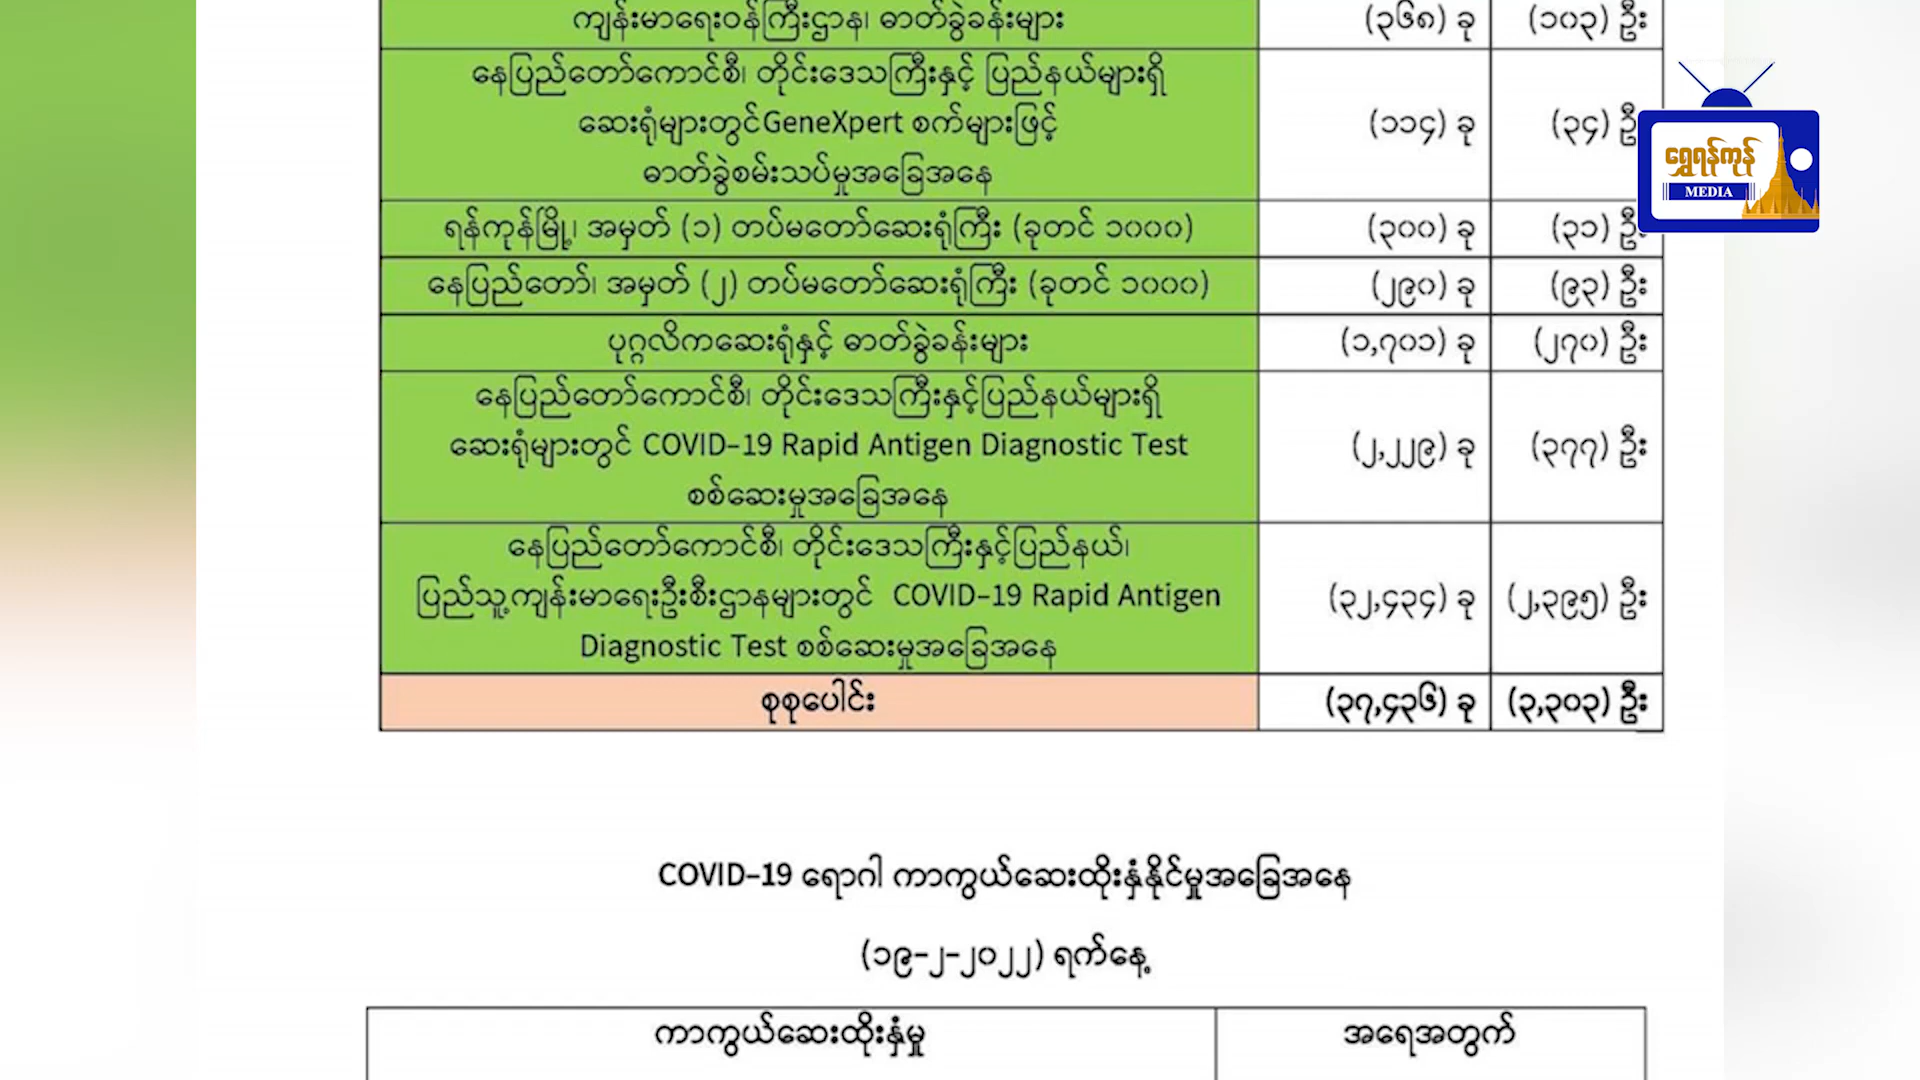 ကျန်းမာရေးဝန်ကြီးဌာန၊ ဓာတ်ခွဲခန်းများ (၃၆၈) ခု (၁၀၃) ဦး
နေပြည်တော်ကောင်စီ၊ တိုင်းဒေသကြီးနှင့် ပြည်နယ်များရှိ
ဆေးရုံများတွင်GeneXpert စက်များဖြင့် (၁၁၄) ခု (၃၄) ဦး
ဓာတ်ခွဲစမ်းသပ်မှုအခြေအနေ
ရန်ကုန်မြို့၊ အမှတ် (၁) တပ်မတော်ဆေးရုံကြီး (ခုတင် ၁၀၀၀) (၃၀၀) ခု (၃၁) ဦး
နေပြည်တော်၊ အမှတ် (၂) တပ်မတော်ဆေးရုံကြီး (ခုတင် ၁၀၀၀) (၂၉၀) ခု (၉၃) ဦး
ပုဂ္ဂလိကဆေးရုံနှင့် ဓာတ်ခွဲခန်းများ (၁,၇၀၁) ခု (၂၇၀) ဦး
နေပြည်တော်ကောင်စီ၊ တိုင်းဒေသကြီးနှင့်ပြည်နယ်များရှိ
ဆေးရုံများတွင် COVID-19 Rapid Antigen Diagnostic Test (၂,၂၂၉) ခု (၃၇၇) ဦး
စစ်ဆေးမှုအခြေအနေ
နေပြည်တော်ကောင်စီ၊ တိုင်းဒေသကြီးနှင့်ပြည်နယ်၊
ပြည်သူ့ကျန်းမာရေးဦးစီးဌာနများတွင် COVID-19 Rapid Antigen (၃၂,၄၃၄) ခု (၂,၃၉၅) ဦး
Diagnostic Test စစ်ဆေးမှုအခြေအနေ
စုစုပေါင်း (၃၇,၄၃၆) ခု (၃,၃၀၃) ဦး
ရွှေရန်ကုန်
MEDIA
COVID-19 ရောဂါ ကာကွယ်ဆေးထိုးနှံနိုင်မှုအခြေအနေ
(၁၉-၂-၂၀၂၂) ရက်နေ့
ကာကွယ်ဆေးထိုးနှံမှု အရေအတွက်